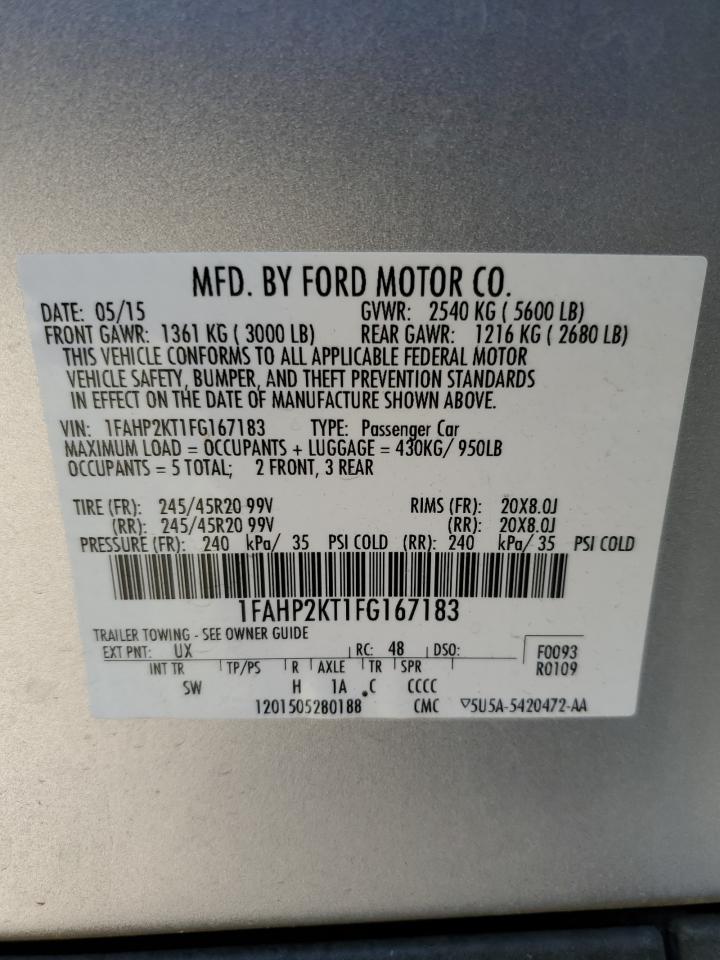 MFD. BY FORD MOTOR CO.
DATE: 05/15 GVWR: 2540 KG ( 5600 LB)
FRONT GAWR: 1361 KG ( 3000 LB) REAR GAWR: 1216 KG ( 2680 LB)
THIS VEHICLE CONFORMS TO ALL APPLICABLE FEDERAL MOTOR
VEHICLE SAFETY, BUMPER, AND THEFT PREVENTION STANDARDS
IN EFFECT ON THE DATE OF MANUFACTURE SHOWN ABOVE.
VIN: 1FAHP2KT1FG167183 TYPE: Passenger Car
MAXIMUM LOAD = OCCUPANTS + LUGGAGE = 430KG/ 950LB
OCCUPANTS = 5 TOTAL; 2 FRONT, 3 REAR
TIRE (FR): 245/45R20 99V RIMS (FR): 20X8.0J
(RR): 245/45R20 99V (RR): 20X8.0J
PRESSURE (FR): 240 kPa/ 35 PSI COLD (RR): 240 kPa/ 35 PSI COLD
1FAHP2KT1FG167183
TRAILER TOWING - SEE OWNER GUIDE
EXT PNT: UX RC: 48 DSO: F0093
INT TR TP/PS R AXLE TR SPR R0109
SW H 1A C CCCC
1201505280188 CMC ▽5U5A-5420472-AA